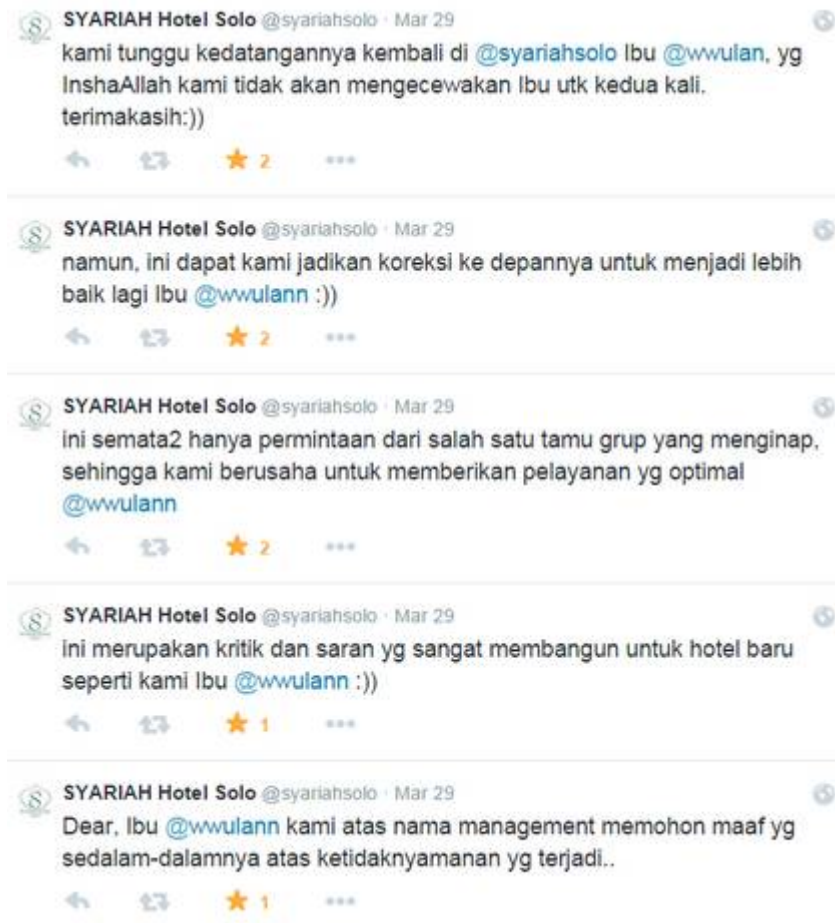 SYARIAH Hotel Solo @syariahsolo · Mar 29
kami tunggu kedatangannya kembali di @syariahsolo Ibu @wwulan, yg
InshaAllah kami tidak akan mengecewakan Ibu utk kedua kali.
terimakasih:))
2
SYARIAH Hotel Solo @syariahsolo · Mar 29
namun, ini dapat kami jadikan koreksi ke depannya untuk menjadi lebih
baik lagi Ibu @wwulann :))
2
SYARIAH Hotel Solo @syariahsolo · Mar 29
ini semata2 hanya permintaan dari salah satu tamu grup yang menginap,
sehingga kami berusaha untuk memberikan pelayanan yg optimal
@wwulann
2
SYARIAH Hotel Solo @syariahsolo · Mar 29
ini merupakan kritik dan saran yg sangat membangun untuk hotel baru
seperti kami Ibu @wwulann :))
1
SYARIAH Hotel Solo @syariahsolo · Mar 29
Dear, Ibu @wwulann kami atas nama management memohon maaf yg
sedalam-dalamnya atas ketidaknyamanan yg terjadi..
1